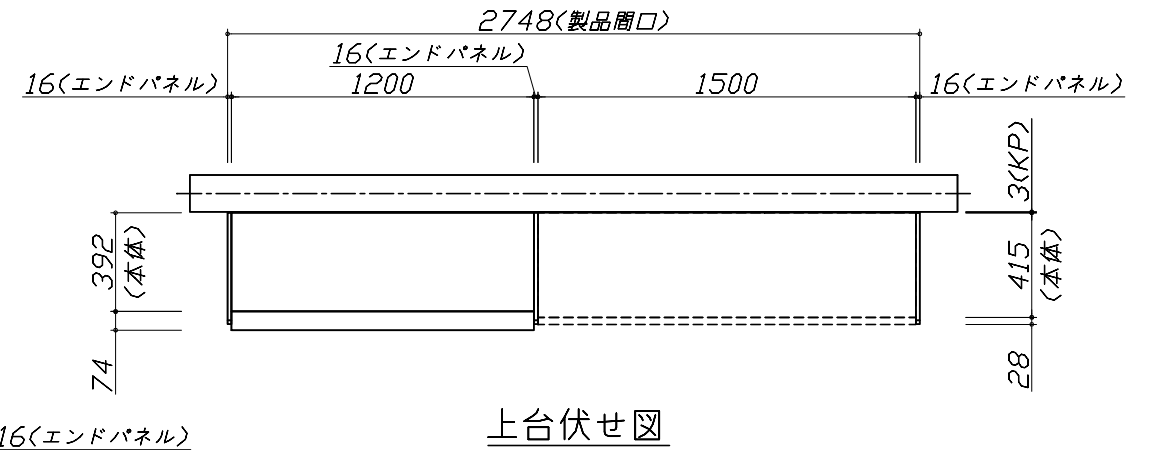 2748(製品間口)
16(エンドパネル)
16(エンドパネル)
1200
1500
16(エンドパネル)
3(KP)
392
(本体)
415
(本体)
74
28
上台伏せ図
16(エンドパネル)